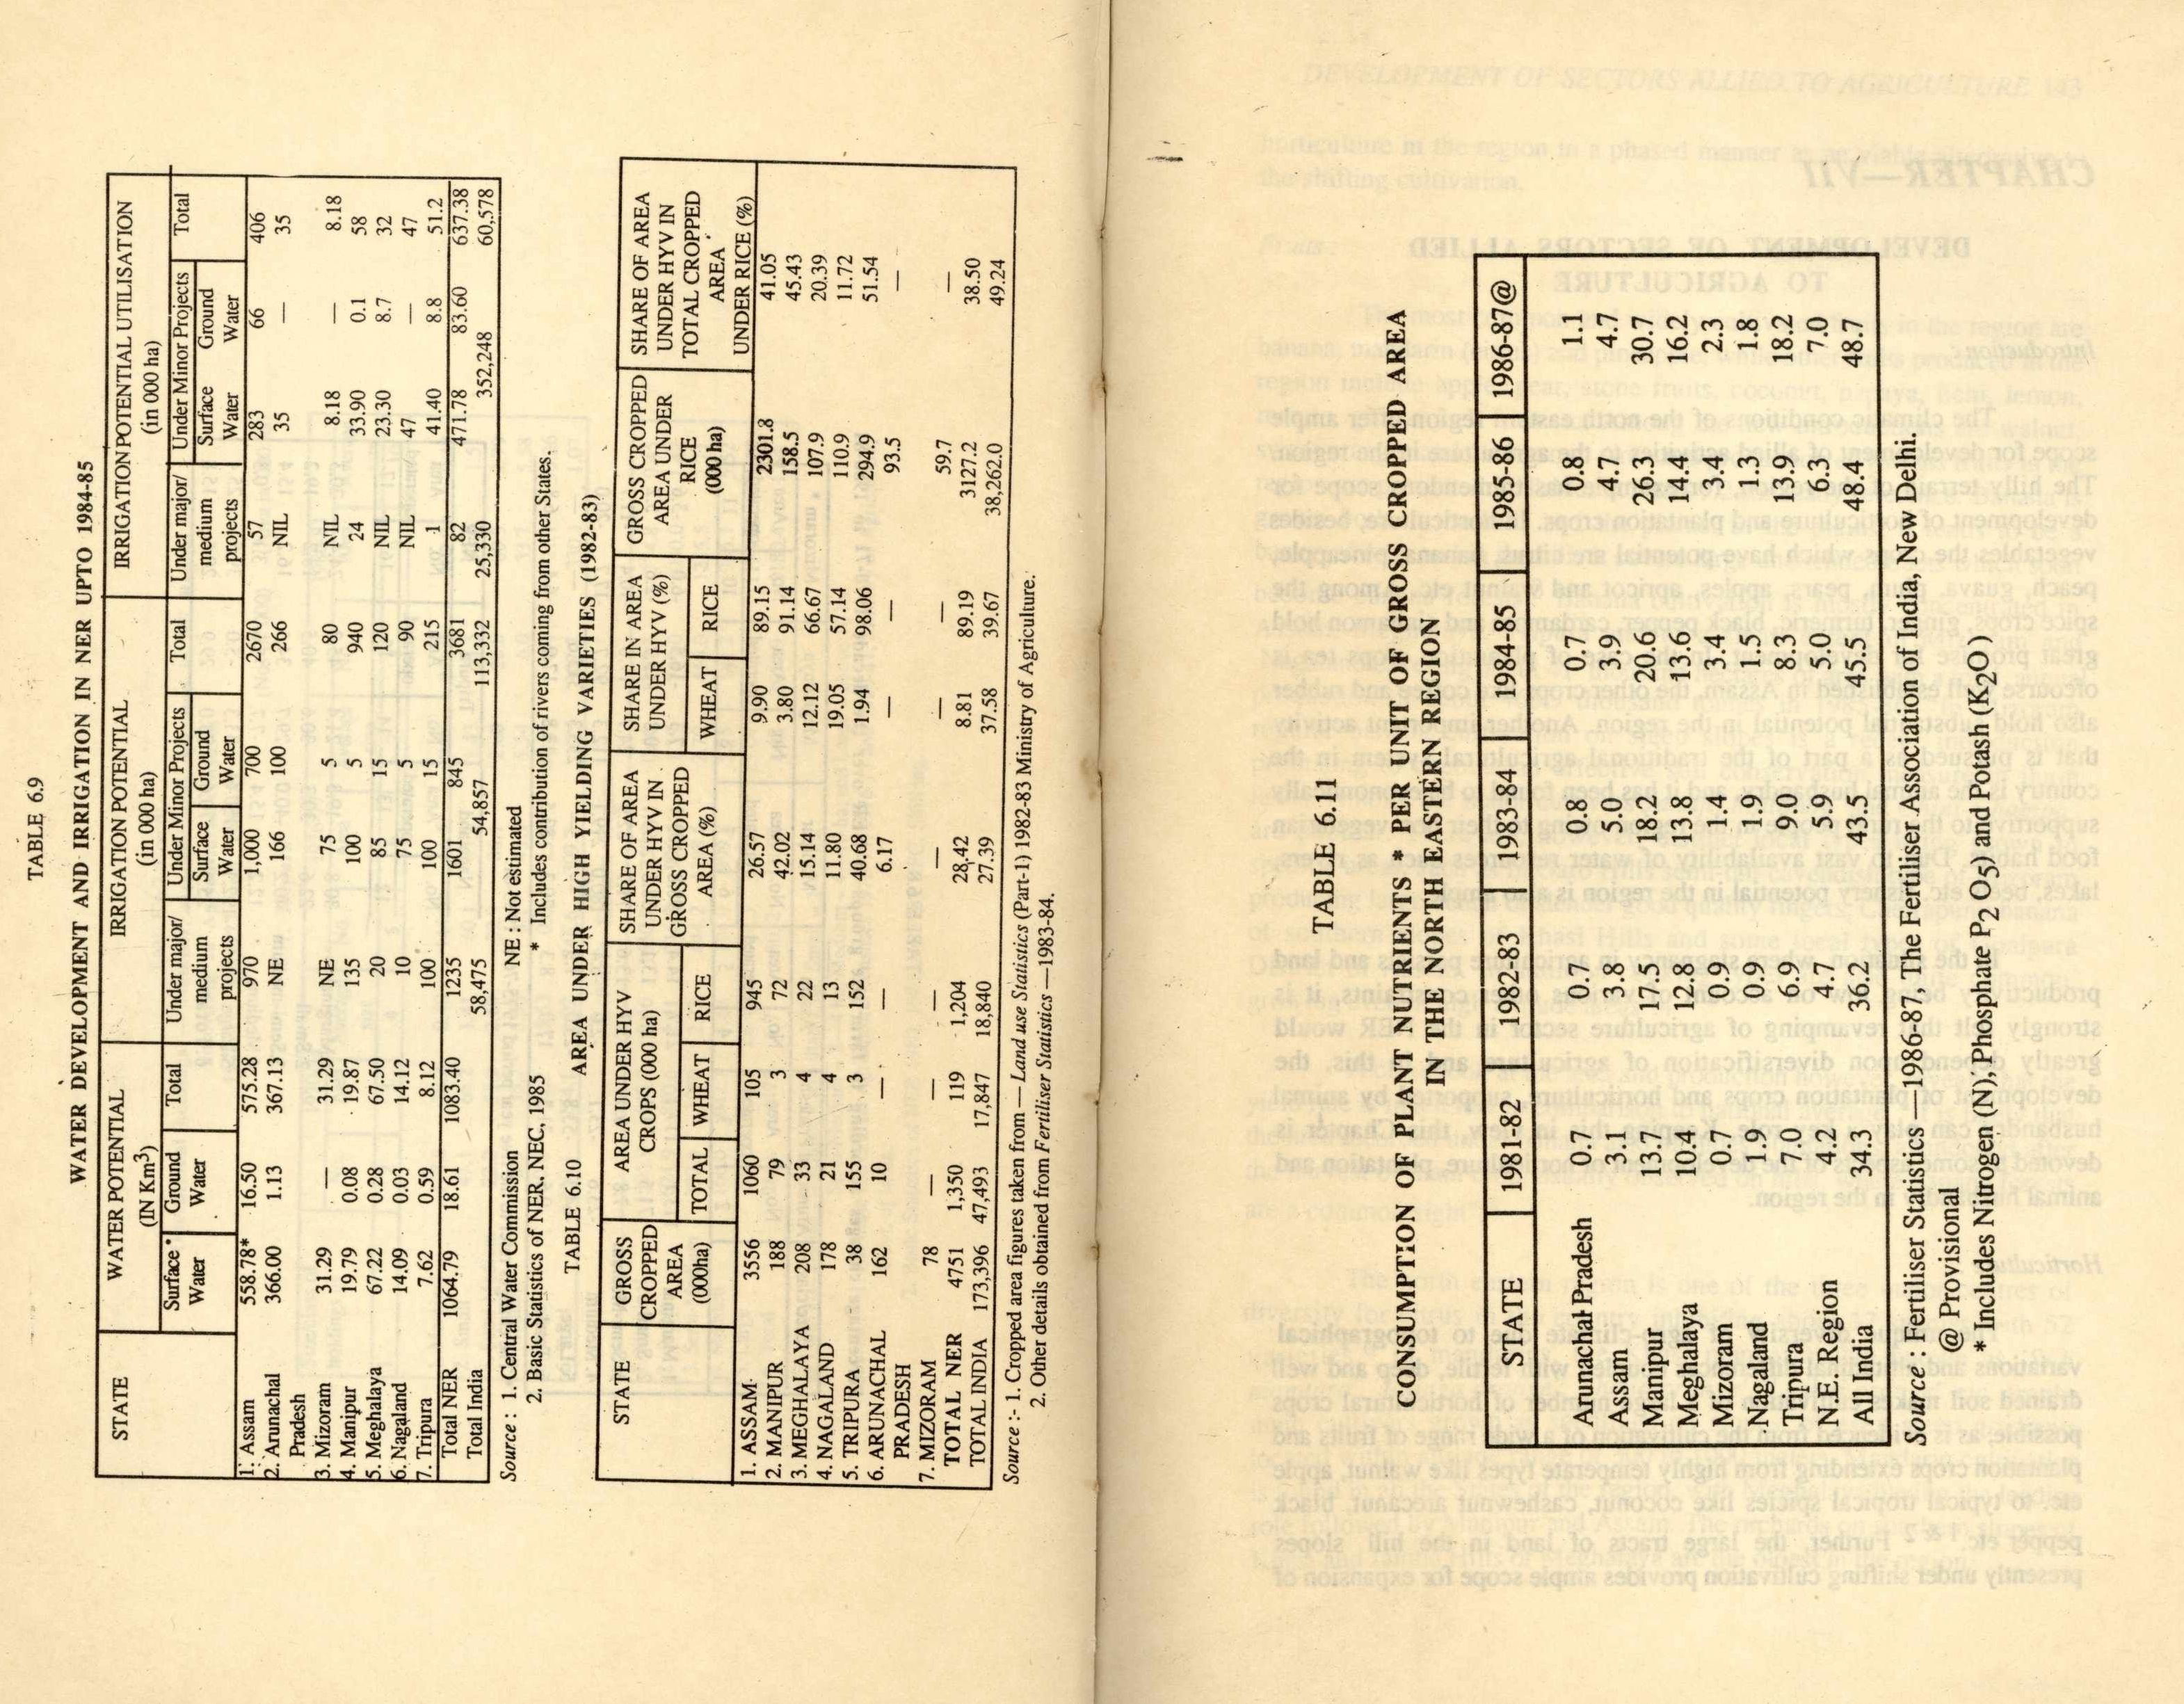 TABLE 6.9
WATER DEVELOPMENT AND IRRIGATION IN NER UPTO 1984-85
STATE WATER POTENTIAL (IN Km³) IRRIGATION POTENTIAL (in 000 ha) IRRIGATION POTENTIAL UTILISATION (in 000 ha)
Surface * Water Ground Water Total Under major/ medium projects Under Minor Projects Surface Water Ground Water Total Under major/ medium projects Under Minor Projects Surface Water Ground Water Total
1. Assam 558.78* 16.50 575.28 970 1,000 700 2670 57 283 66 406
2. Arunachal 366.00 1.13 367.13 NE 166 100 266 NIL 35 — 35
Pradesh
3. Mizoram 31.29 — 31.29 NE 75 5 80 NIL 8.18 — 8.18
4. Manipur 19.79 0.08 19.87 135 100 5 940 24 33.90 0.1 58
5. Meghalaya 67.22 0.28 67.50 20 85 15 120 NIL 23.30 8.7 32
6. Nagaland 14.09 0.03 14.12 10 75 5 90 NIL 47 — 47
7. Tripura 7.62 0.59 8.12 100 100 15 215 1 41.40 8.8 51.2
Total NER 1064.79 18.61 1083.40 1235 1601 845 3681 82 471.78 83.60 637.38
Total India 58,475 54,857 113,332 25,330 352,248 60,578
Source : 1. Central Water Commission NE : Not estimated
2. Basic Statistics of NER, NEC, 1985 * Includes contribution of rivers coming from other States.
TABLE 6.10 AREA UNDER HIGH YIELDING VARIETIES (1982-83)
STATE GROSS CROPPED AREA (000ha) AREA UNDER HYV CROPS (000 ha) SHARE OF AREA UNDER HYV IN GROSS CROPPED AREA (%) SHARE IN AREA UNDER HYV (%) GROSS CROPPED AREA UNDER RICE (000 ha) SHARE OF AREA UNDER HYV IN TOTAL CROPPED AREA UNDER RICE (%)
TOTAL WHEAT RICE WHEAT RICE
1. ASSAM 3556 1060 105 945 26.57 9.90 89.15 2301.8 41.05
2. MANIPUR 188 79 3 72 42.02 3.80 91.14 158.5 45.43
3. MEGHALAYA 208 33 4 22 15.14 12.12 66.67 107.9 20.39
4. NAGALAND 178 21 4 13 11.80 19.05 57.14 110.9 11.72
5. TRIPURA 38 155 3 152 40.68 1.94 98.06 294.9 51.54
6. ARUNACHAL 162 10 — — 6.17 — — 93.5 —
PRADESH
7. MIZORAM 78 — — — — — — 59.7 —
TOTAL NER 4751 1,350 119 1,204 28.42 8.81 89.19 3127.2 38.50
TOTAL INDIA 173,396 47,493 17,847 18,840 27.39 37.58 39.67 38,262.0 49.24
Source :- 1. Cropped area figures taken from — Land use Statistics (Part-1) 1982-83 Ministry of Agriculture.
2. Other details obtained from Fertiliser Statistics —1983-84.
TABLE 6.11
CONSUMPTION OF PLANT NUTRIENTS * PER UNIT OF GROSS CROPPED AREA
IN THE NORTH EASTERN REGION
STATE 1981-82 1982-83 1983-84 1984-85 1985-86 1986-87@
Arunachal Pradesh 0.7 0.7 0.8 0.7 0.8 1.1
Assam 3.1 3.8 5.0 3.9 4.7 4.7
Manipur 13.7 17.5 18.2 20.6 26.3 30.7
Meghalaya 10.4 12.8 13.8 13.6 14.4 16.2
Mizoram 0.7 0.9 1.4 3.4 3.4 2.3
Nagaland 1.9 0.9 1.9 1.5 1.3 1.8
Tripura 7.0 6.9 9.0 8.3 13.9 18.2
N.E. Region 4.2 4.7 5.9 5.0 6.3 7.0
All India 34.3 36.2 43.5 45.5 48.4 48.7
Source : Fertiliser Statistics —1986-87, The Fertiliser Association of India, New Delhi.
@ Provisional
* Includes Nitrogen (N), Phosphate P2 O5) and Potash (K2O )